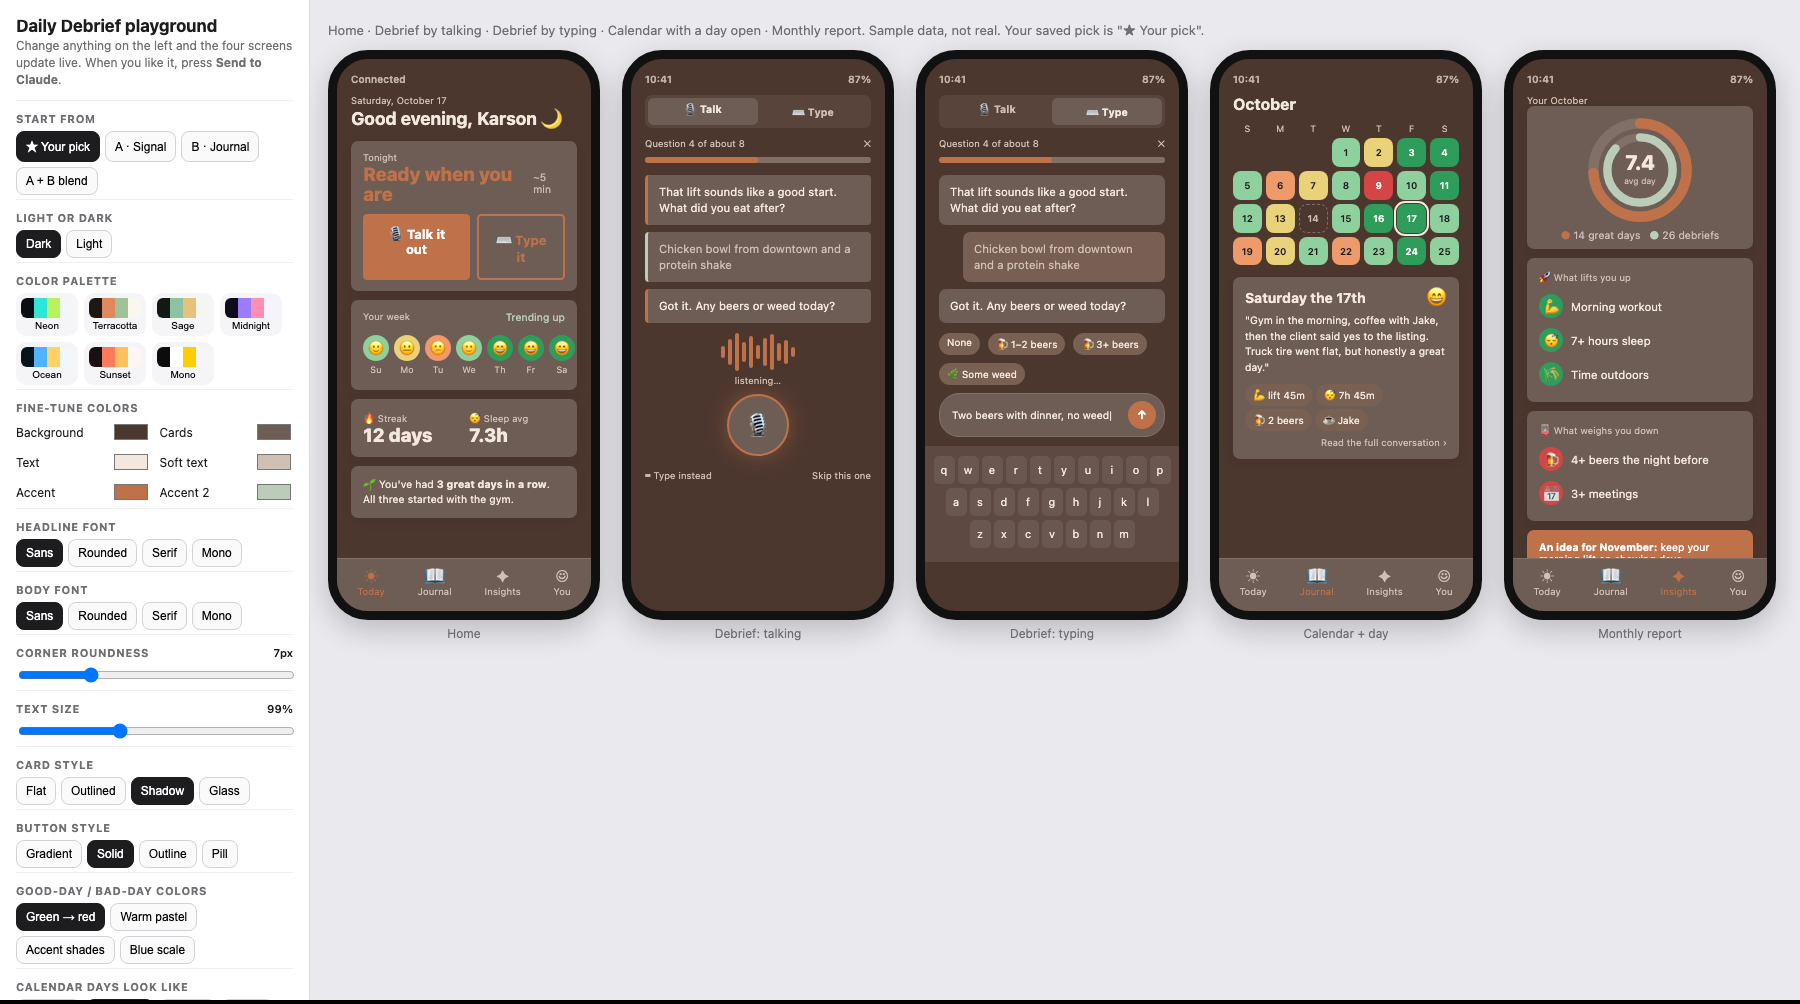 Daily Debrief playground
Change anything on the left and the four screens
update live. When you like it, press Send to
Claude.
START FROM
★ Your pick
A · Signal
B · Journal
A + B blend
LIGHT OR DARK
Dark
Light
COLOR PALETTE
Neon
Terracotta
Sage
Midnight
Ocean
Sunset
Mono
FINE-TUNE COLORS
Background
Cards
Text
Soft text
Accent
Accent 2
HEADLINE FONT
Sans
Rounded
Serif
Mono
BODY FONT
Sans
Rounded
Serif
Mono
CORNER ROUNDNESS
7px
TEXT SIZE
99%
CARD STYLE
Flat
Outlined
Shadow
Glass
BUTTON STYLE
Gradient
Solid
Outline
Pill
GOOD-DAY / BAD-DAY COLORS
Green → red
Warm pastel
Accent shades
Blue scale
CALENDAR DAYS LOOK LIKE
Home · Debrief by talking · Debrief by typing · Calendar with a day open · Monthly report. Sample data, not real. Your saved pick is "★ Your pick".
Connected
Saturday, October 17
Good evening, Karson 🌙
Tonight
Ready when you
are
~5
min
🎙️ Talk it
out
⌨️ Type
it
Your week
Trending up
Su
Mo
Tu
We
Th
Fr
Sa
🔥 Streak
12 days
😴 Sleep avg
7.3h
🌱 You've had 3 great days in a row.
All three started with the gym.
Today
Journal
Insights
You
Home
10:41
87%
🎙️ Talk
⌨️ Type
Question 4 of about 8
×
That lift sounds like a good start.
What did you eat after?
Chicken bowl from downtown and a
protein shake
Got it. Any beers or weed today?
listening...
Type instead
Skip this one
Debrief: talking
10:41
87%
🎙️ Talk
⌨️ Type
Question 4 of about 8
×
That lift sounds like a good start.
What did you eat after?
Chicken bowl from downtown
and a protein shake
Got it. Any beers or weed today?
None
🍺 1–2 beers
🍺 3+ beers
🌿 Some weed
Two beers with dinner, no weed|
q w e r t y u i o p
a s d f g h j k l
z x c v b n m
Debrief: typing
10:41
87%
October
S M T W T F S
1 2 3 4
5 6 7 8 9 10 11
12 13 14 15 16 17 18
19 20 21 22 23 24 25
Saturday the 17th
"Gym in the morning, coffee with Jake,
then the client said yes to the listing.
Truck tire went flat, but honestly a great
day."
💪 lift 45m
😴 7h 45m
🍺 2 beers
☕ Jake
Read the full conversation ›
Today
Journal
Insights
You
Calendar + day
10:41
87%
Your October
7.4
avg day
14 great days
26 debriefs
🚀 What lifts you up
Morning workout
7+ hours sleep
Time outdoors
What weighs you down
4+ beers the night before
3+ meetings
An idea for November: keep your
Today
Journal
Insights
You
Monthly report